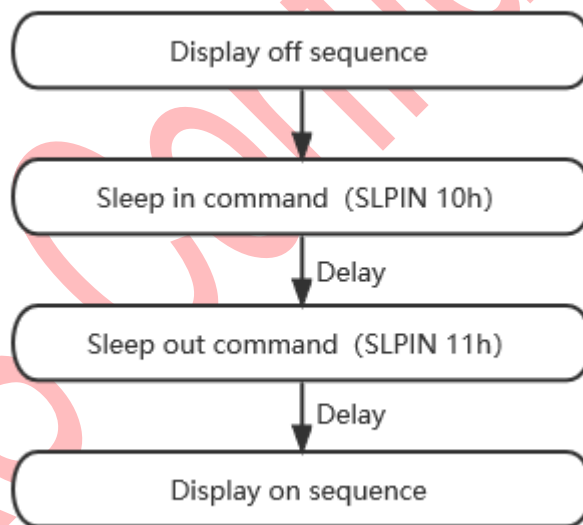 Display off sequence
Sleep in command (SLPIN 10h)
Delay
Sleep out command (SLPIN 11h)
Delay
Display on sequence